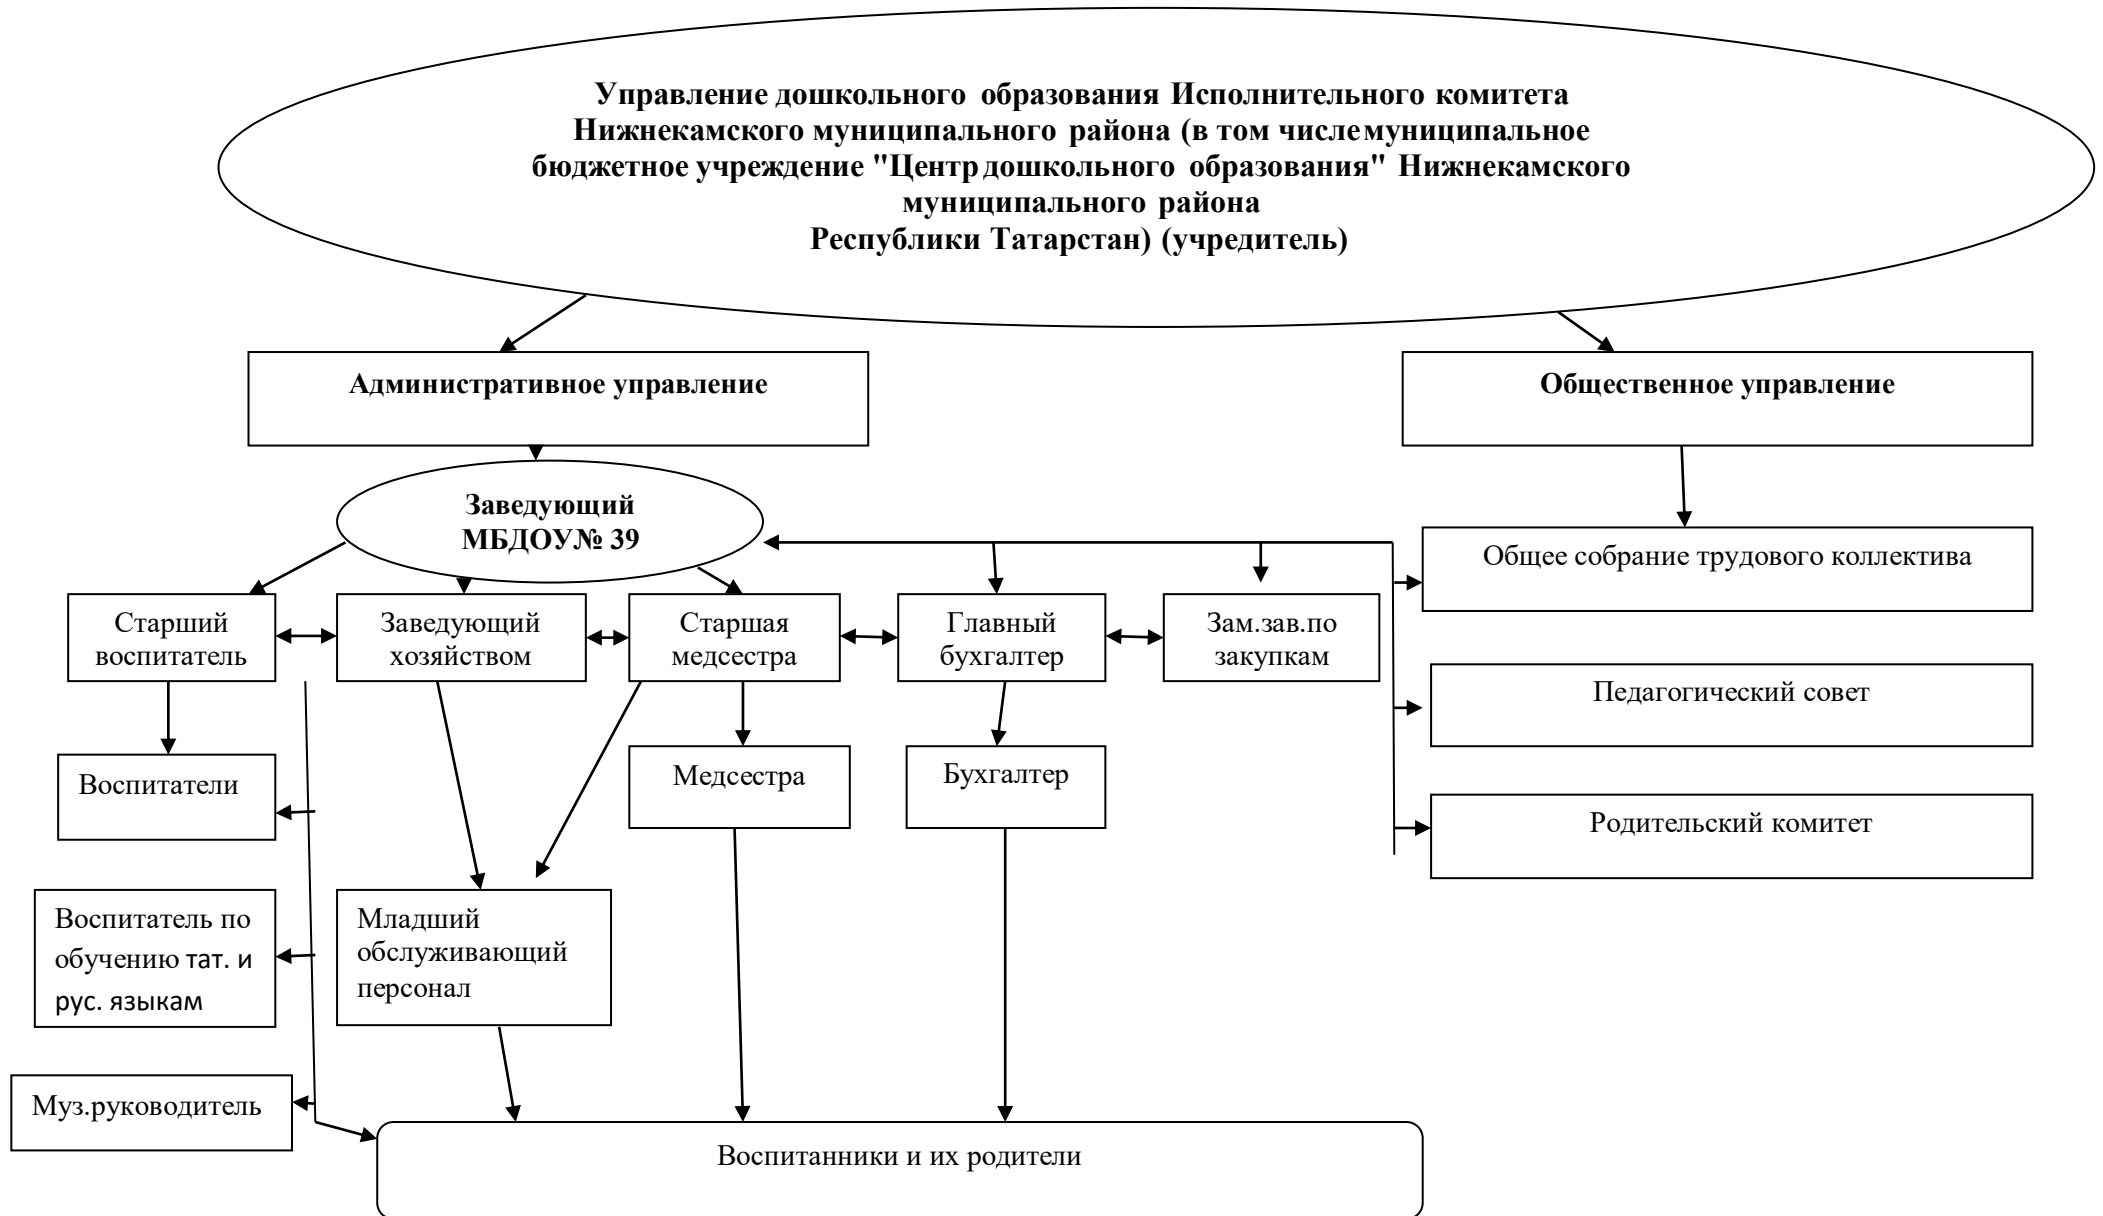 Управление дошкольного образования Исполнительного комитета
Нижнекамского муниципального района (в том числемуниципальное
бюджетное учреждение "Центр дошкольного образования" Нижнекамского
муниципального района
Республики Татарстан) (учредитель)
Административное управление
Общественное управление
Заведующий
МБДОУ№ 39
Общее собрание трудового коллектива
Старший
воспитатель
Заведующий
хозяйством
Старшая
медсестра
Главный
бухгалтер
Зам.зав.по
закупкам
Педагогический совет
Воспитатели
Медсестра
Бухгалтер
Родительский комитет
Воспитатель по
обучению тат. и
рус. языкам
Младший
обслуживающий
персонал
Муз.руководитель
Воспитанники и их родители